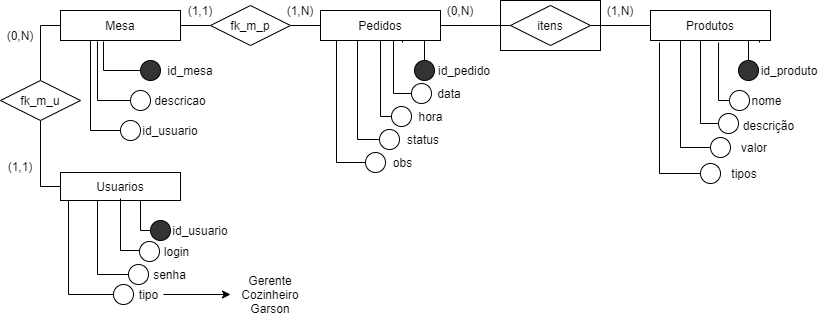 Mesa
(1,1)
fk_m_p
(1,N)
Pedidos
(0,N)
itens
(1,N)
Produtos
(0,N)
id_mesa
descricao
id_usuario
fk_m_u
id_pedido
data
hora
status
obs
id_produto
nome
descrição
valor
tipos
(1,1)
Usuarios
id_usuario
login
senha
tipo
Gerente
Cozinheiro
Garson